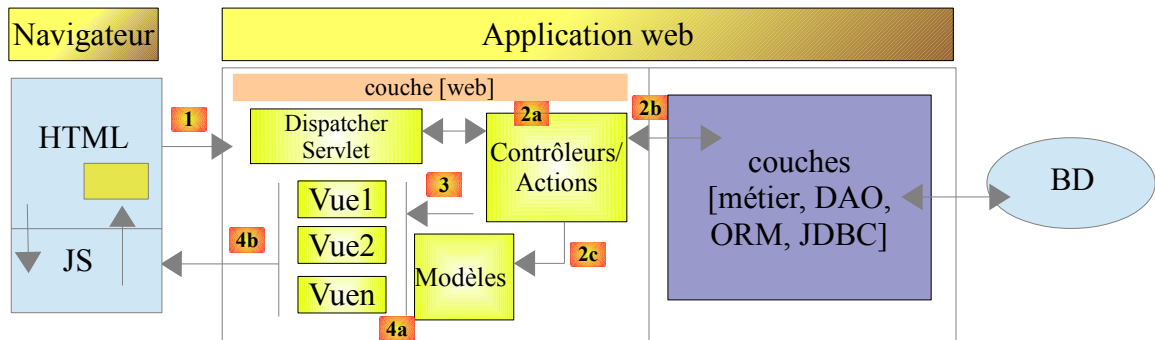 Navigateur
Application web
couche [web]
1
HTML
JS
Dispatcher
Servlet
2a
Contrôleurs/
Actions
2b
couches
[métier, DAO,
ORM, JDBC]
BD
Vue1
3
Vue2
Vuen
4b
Modèles
2c
4a